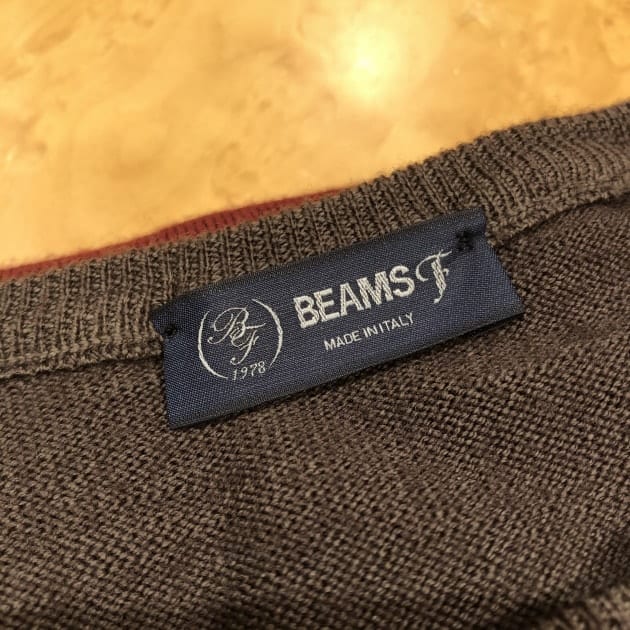 BF
1978
BEAMS F
MADE IN ITALY